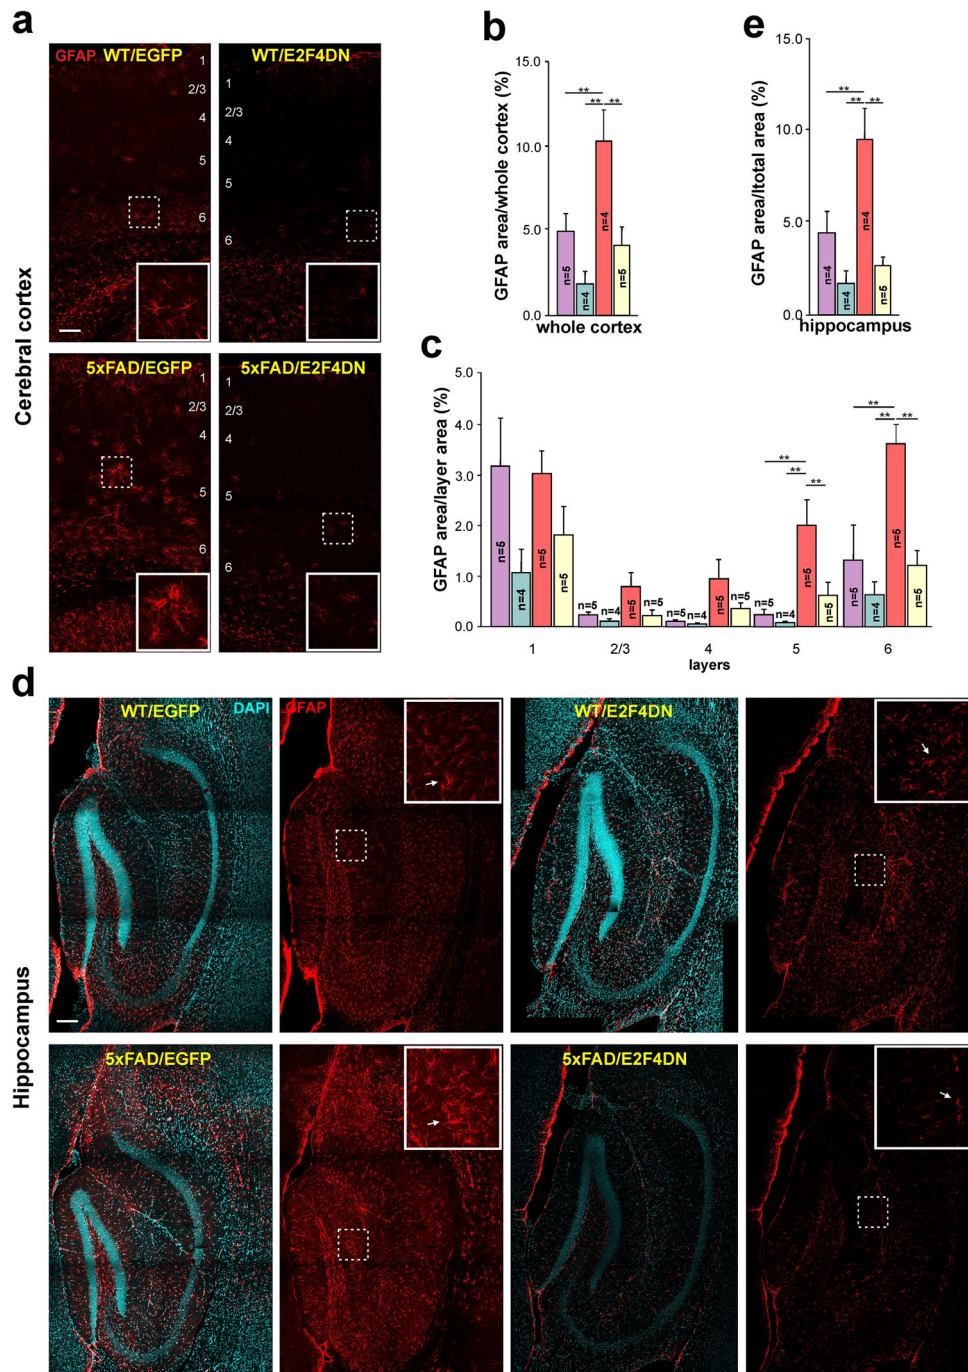 a
GFAP WT/EGFP
WT/E2F4DN
1
2/3
4
5
6
1
2/3
4
5
6
5xFAD/EGFP
5xFAD/E2F4DN
1
2/3
4
5
6
1
2/3
4
5
6
Cerebral cortex
b
GFAP area/whole cortex (%)
15.0
10.0
5.0
0.0
**
** **
n=5
n=4
n=4
n=5
whole cortex
e
GFAP area/ltotal area (%)
15.0
10.0
5.0
0.0
**
** **
n=4
n=4
n=4
n=5
hippocampus
c
GFAP area/layer area (%)
5.0
4.0
3.0
2.0
1.0
0.0
n=5
n=4
n=5
n=5
n=5
n=4
n=5
n=5
n=5
n=4
n=5
n=5
**
**
**
n=5
n=4
n=5
n=5
**
** **
n=5
n=4
n=5
n=5
1 2/3 4 5 6
layers
d
WT/EGFP DAPI
GFAP
WT/E2F4DN
5xFAD/EGFP
5xFAD/E2F4DN
Hippocampus